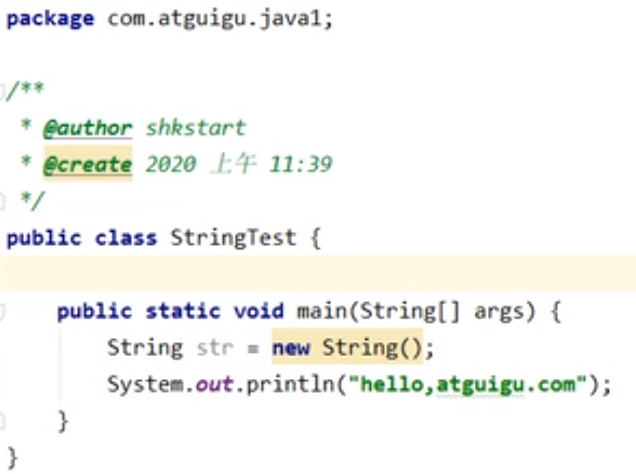 package com.atguigu.java1;
/**
* @author shkstart
* @create 2020 上午 11:39
*/
public class StringTest {
public static void main(String[] args) {
String str = new String();
System.out.println("hello,atguigu.com");
}
}